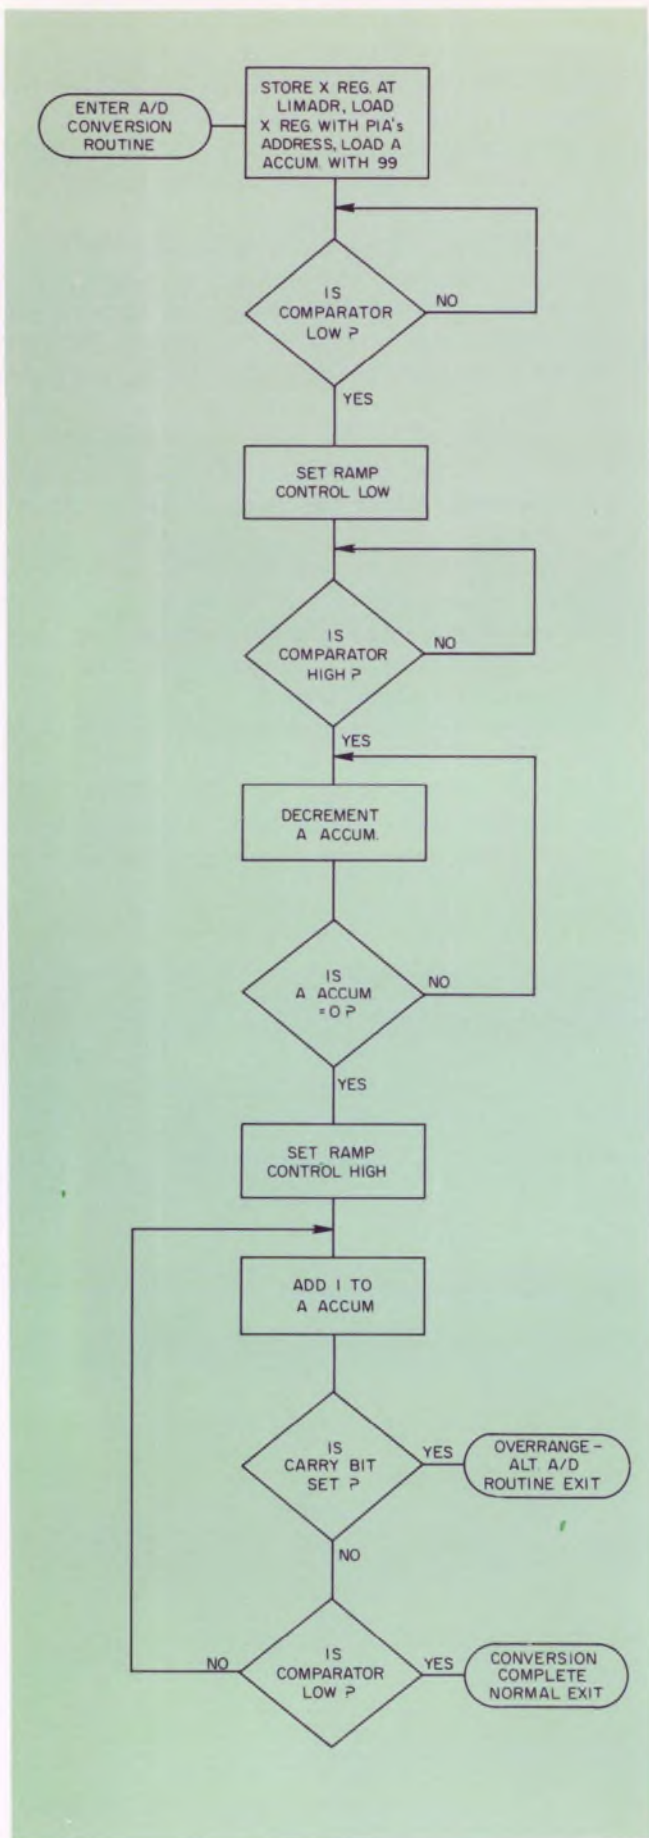 ENTER A/D
CONVERSION
ROUTINE
STORE X REG. AT
LIMADR, LOAD
X REG. WITH PIA's
ADDRESS, LOAD A
ACCUM. WITH 99
IS
COMPARATOR
LOW ?
NO
YES
SET RAMP
CONTROL LOW
IS
COMPARATOR
HIGH ?
NO
YES
DECREMENT
A ACCUM.
IS
A ACCUM
=0 ?
NO
YES
SET RAMP
CONTROL HIGH
ADD 1 TO
A ACCUM
IS
CARRY BIT
SET ?
YES
OVERRANGE-
ALT. A/D
ROUTINE EXIT
NO
IS
COMPARATOR
LOW ?
NO
YES
CONVERSION
COMPLETE
NORMAL EXIT